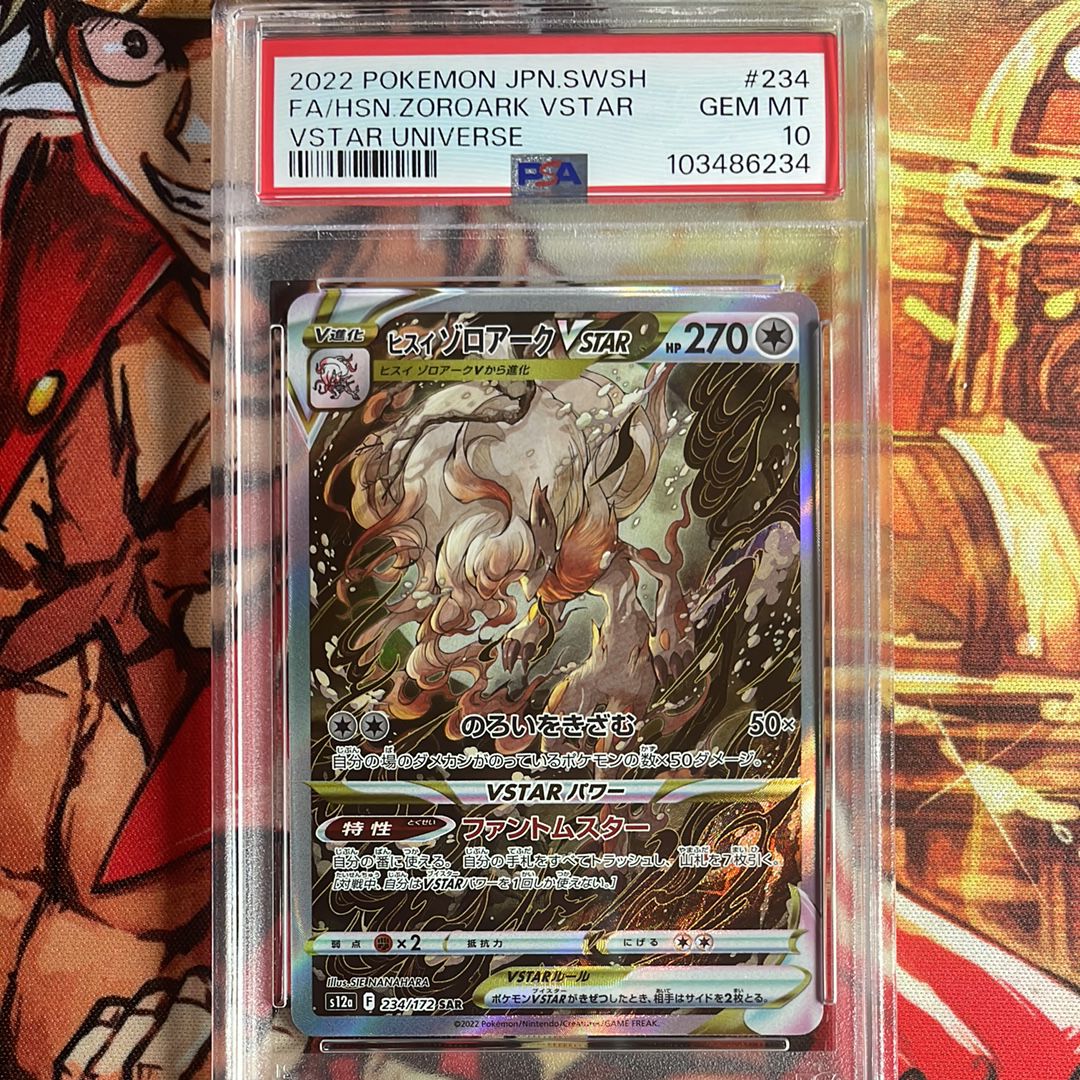 2022 POKEMON JPN.SWSH #234
FA/HSN.ZOROARK VSTAR GEM MT
VSTAR UNIVERSE 10
103486234
PSA
V進化
ヒスイ ゾロアーク VSTAR HP 270
ヒスイ ゾロアークVから進化
のろいをきざむ 50×
自分の場のダメカンがのっているポケモンの数×50ダメージ。
VSTARパワー
特性 ファントムスター
自分の番に使える。自分の手札をすべてトラッシュし、山札を7枚引く。
[対戦中、自分はVSTARパワーを1回しか使えない。]
弱点 ×2 抵抗力 にげる
Illus. SIE NANAHARA
VSTARルール
ポケモンVSTARがきぜつしたとき、相手はサイドを2枚とる。
s12a F 234/172 SAR
©2022 Pokémon/Nintendo/Creatures/GAME FREAK.